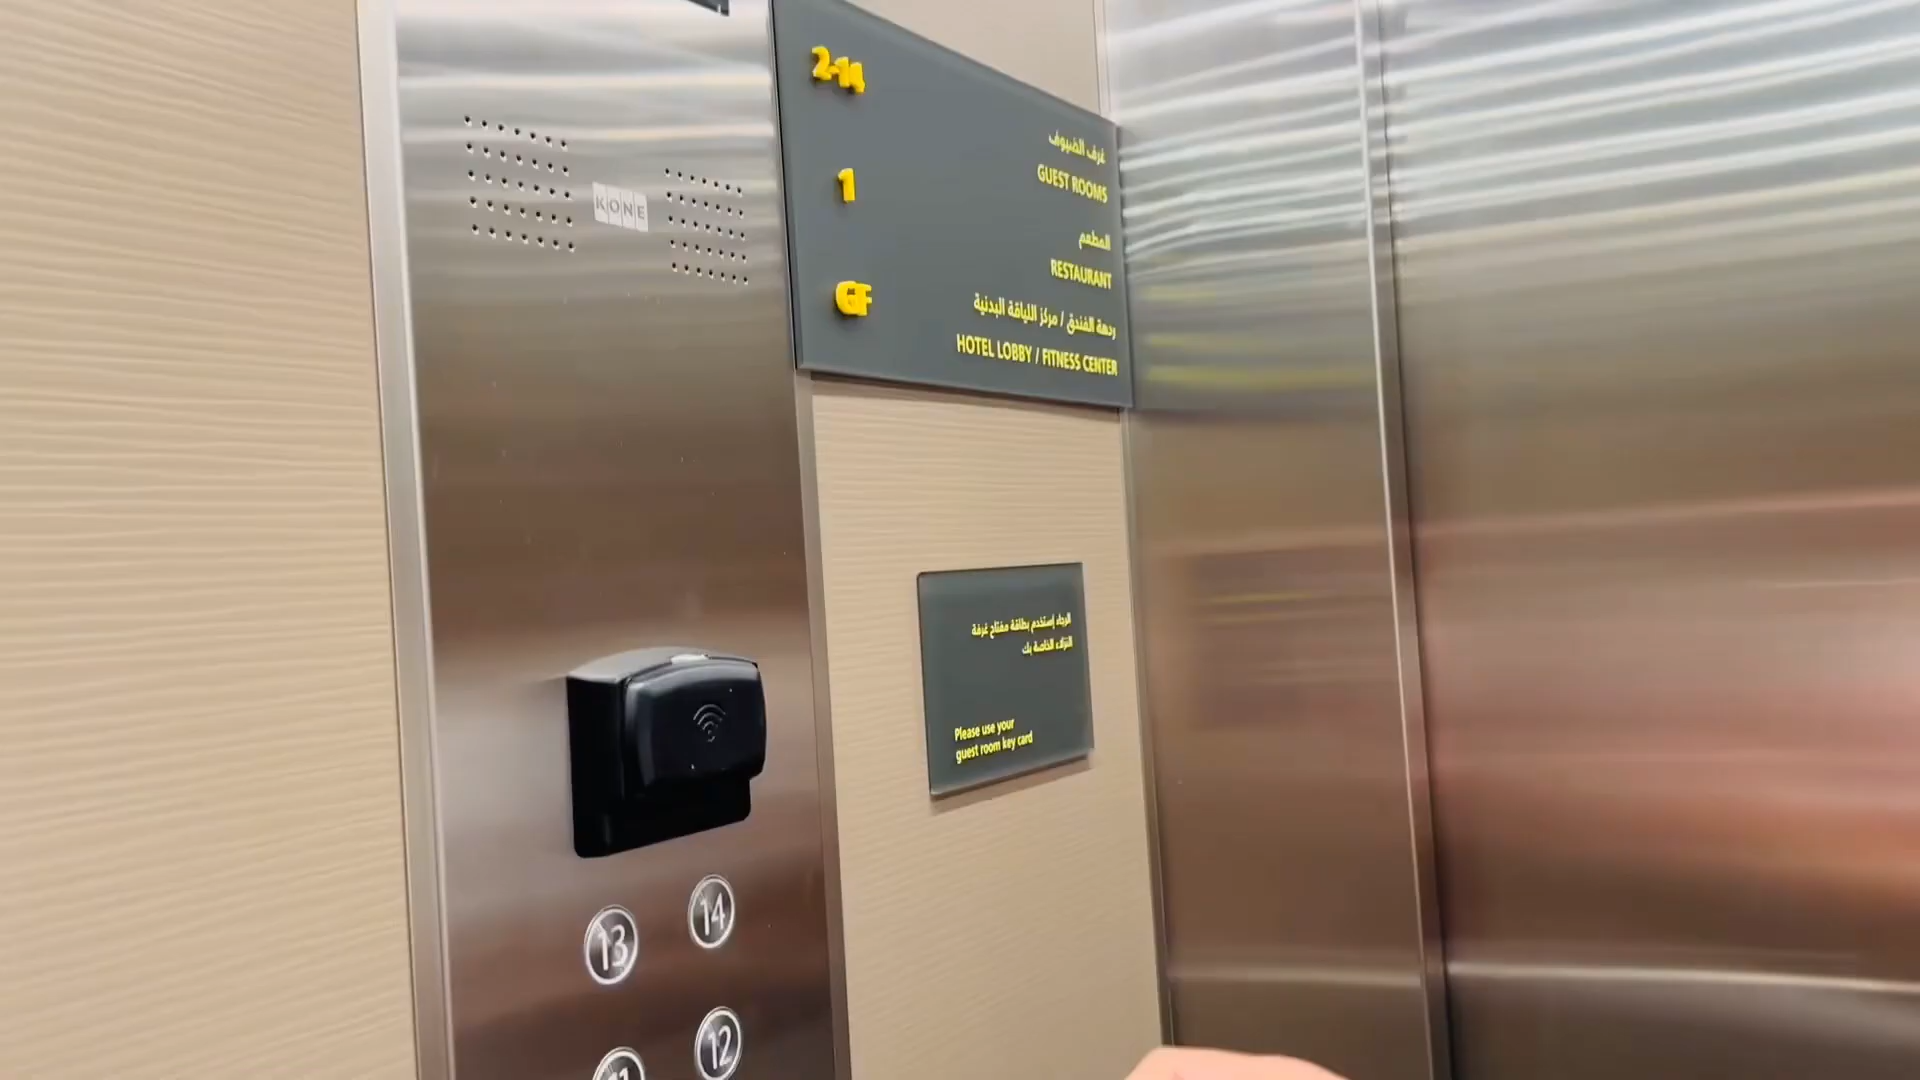 2-14
غرف الضيوف
GUEST ROOMS
1
المطعم
RESTAURANT
GF
ردهة الفندق / مركز اللياقة البدنية
HOTEL LOBBY / FITNESS CENTER
KONE
الرجاء إستخدم بطاقة مفتاح غرفة
النزلاء الخاصة بك
Please use your
guest room key card
13 14
11 12